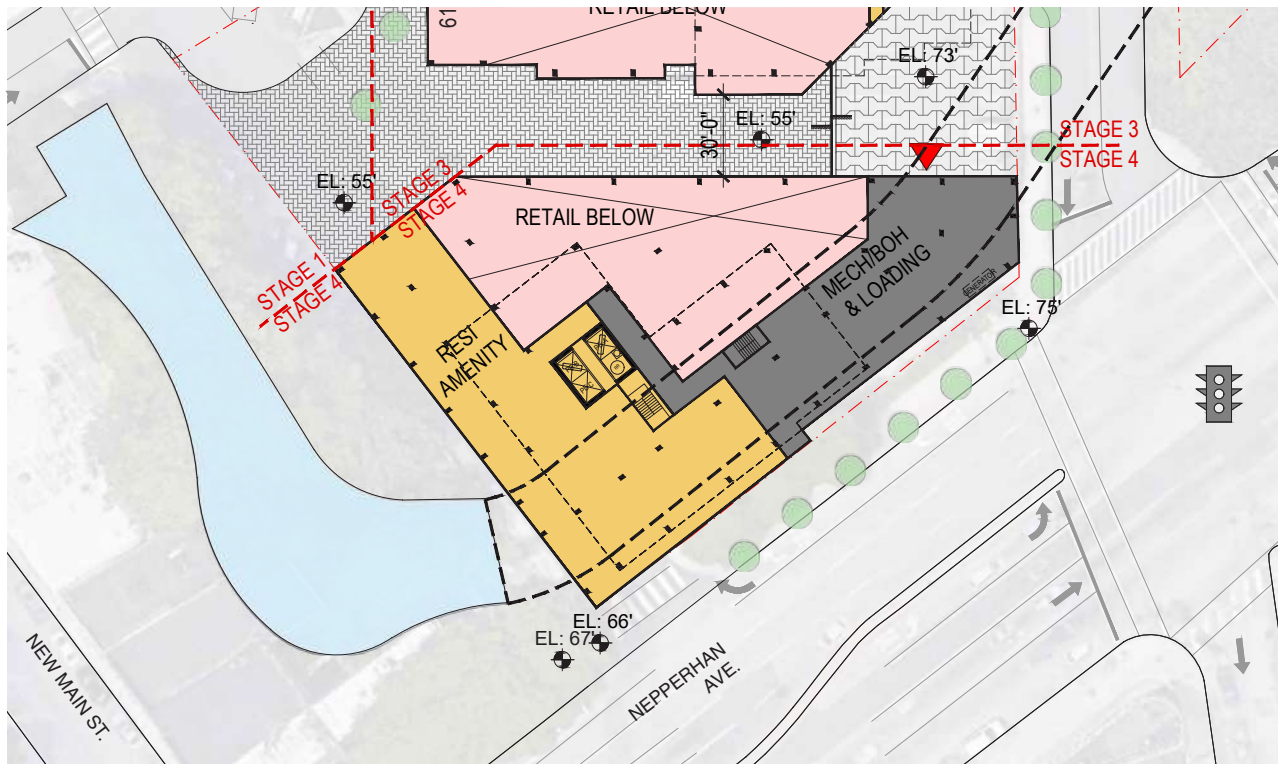 RETAIL BELOW
61
EL: 73'
EL: 55'
30'-0"
STAGE 3
STAGE 4
EL: 55'
STAGE 3
STAGE 4
RETAIL BELOW
MECH/BOH
& LOADING
GENERATOR
STAGE 1
STAGE 4
EL: 75'
RESI
AMENITY
EL: 66'
EL: 67'
NEW MAIN ST.
NEPPERHAN
AVE.